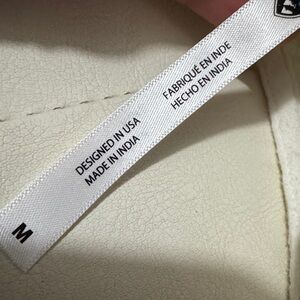 FABRIQUÉ EN INDE
HECHO EN INDIA
DESIGNED IN USA
MADE IN INDIA
M